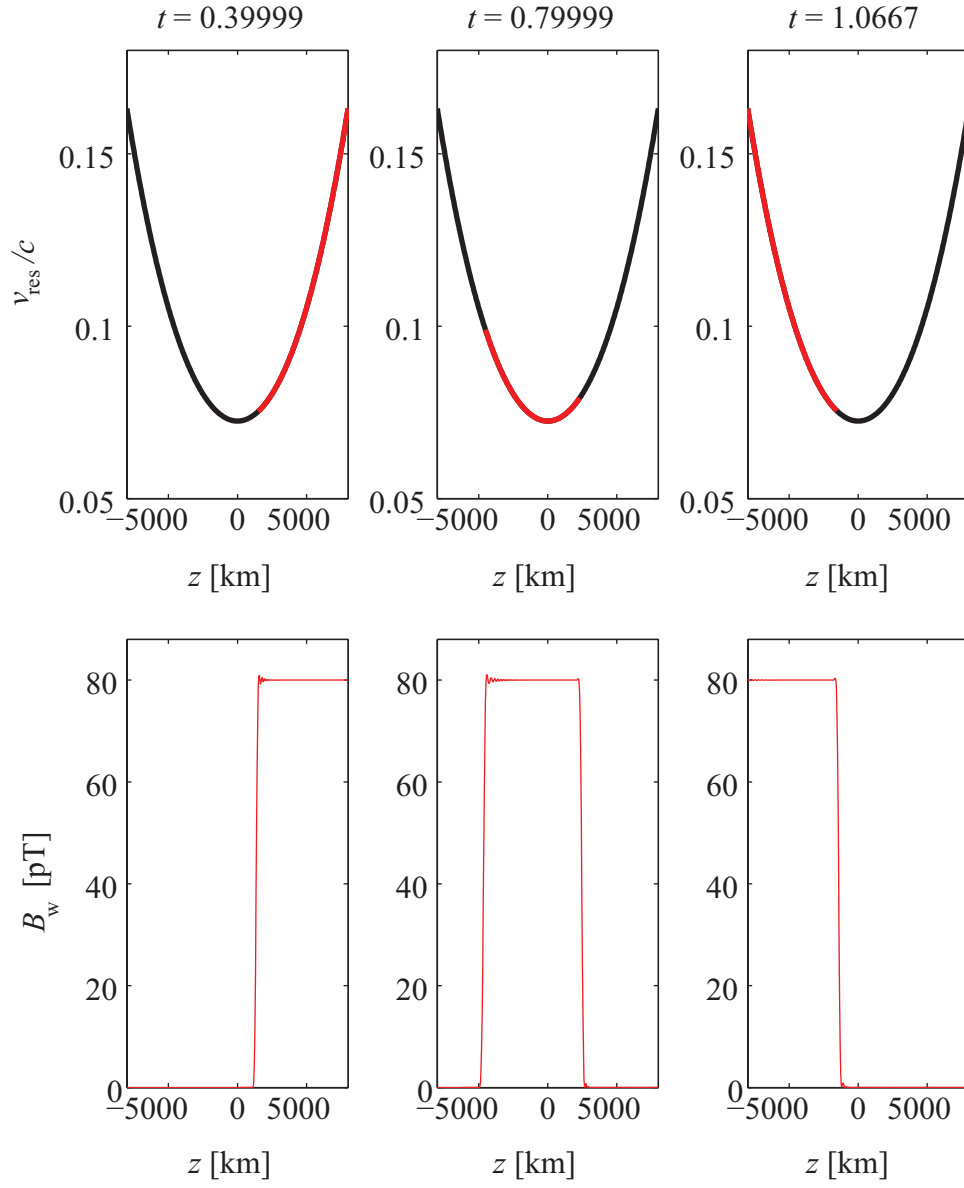 t = 0.39999 t = 0.79999 t = 1.0667
0.15 0.15 0.15
v_res/c
0.1 0.1 0.1
0.05 0.05 0.05
−5000 0 5000 −5000 0 5000 −5000 0 5000
z [km] z [km] z [km]
80 80 80
60 60 60
B_w [pT]
40 40 40
20 20 20
0 0 0
−5000 0 5000 −5000 0 5000 −5000 0 5000
z [km] z [km] z [km]